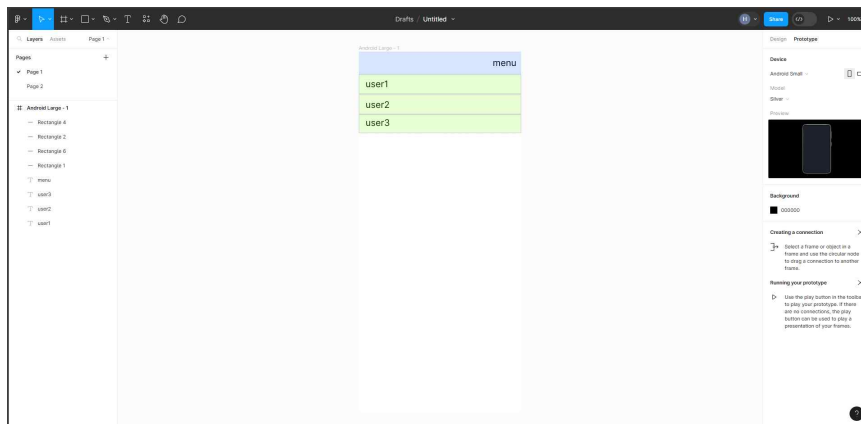 Drafts / Untitled
H
Share
100%
Layers Assets Page 1
Pages
Page 1
Page 2
Android Large - 1
Rectangle 4
Rectangle 2
Rectangle 6
Rectangle 1
menu
user3
user2
user1
Android Large - 1
menu
user1
user2
user3
Design Prototype
Device
Android Small
Model
Silver
Preview
Background
000000
Creating a connection
Select a frame or object in a
frame and use the circular node
to drag a connection to another
frame.
Running your prototype
Use the play button in the toolba
to play your prototype. If there
are no connections, the play
button can be used to play a
presentation of your frames.
?